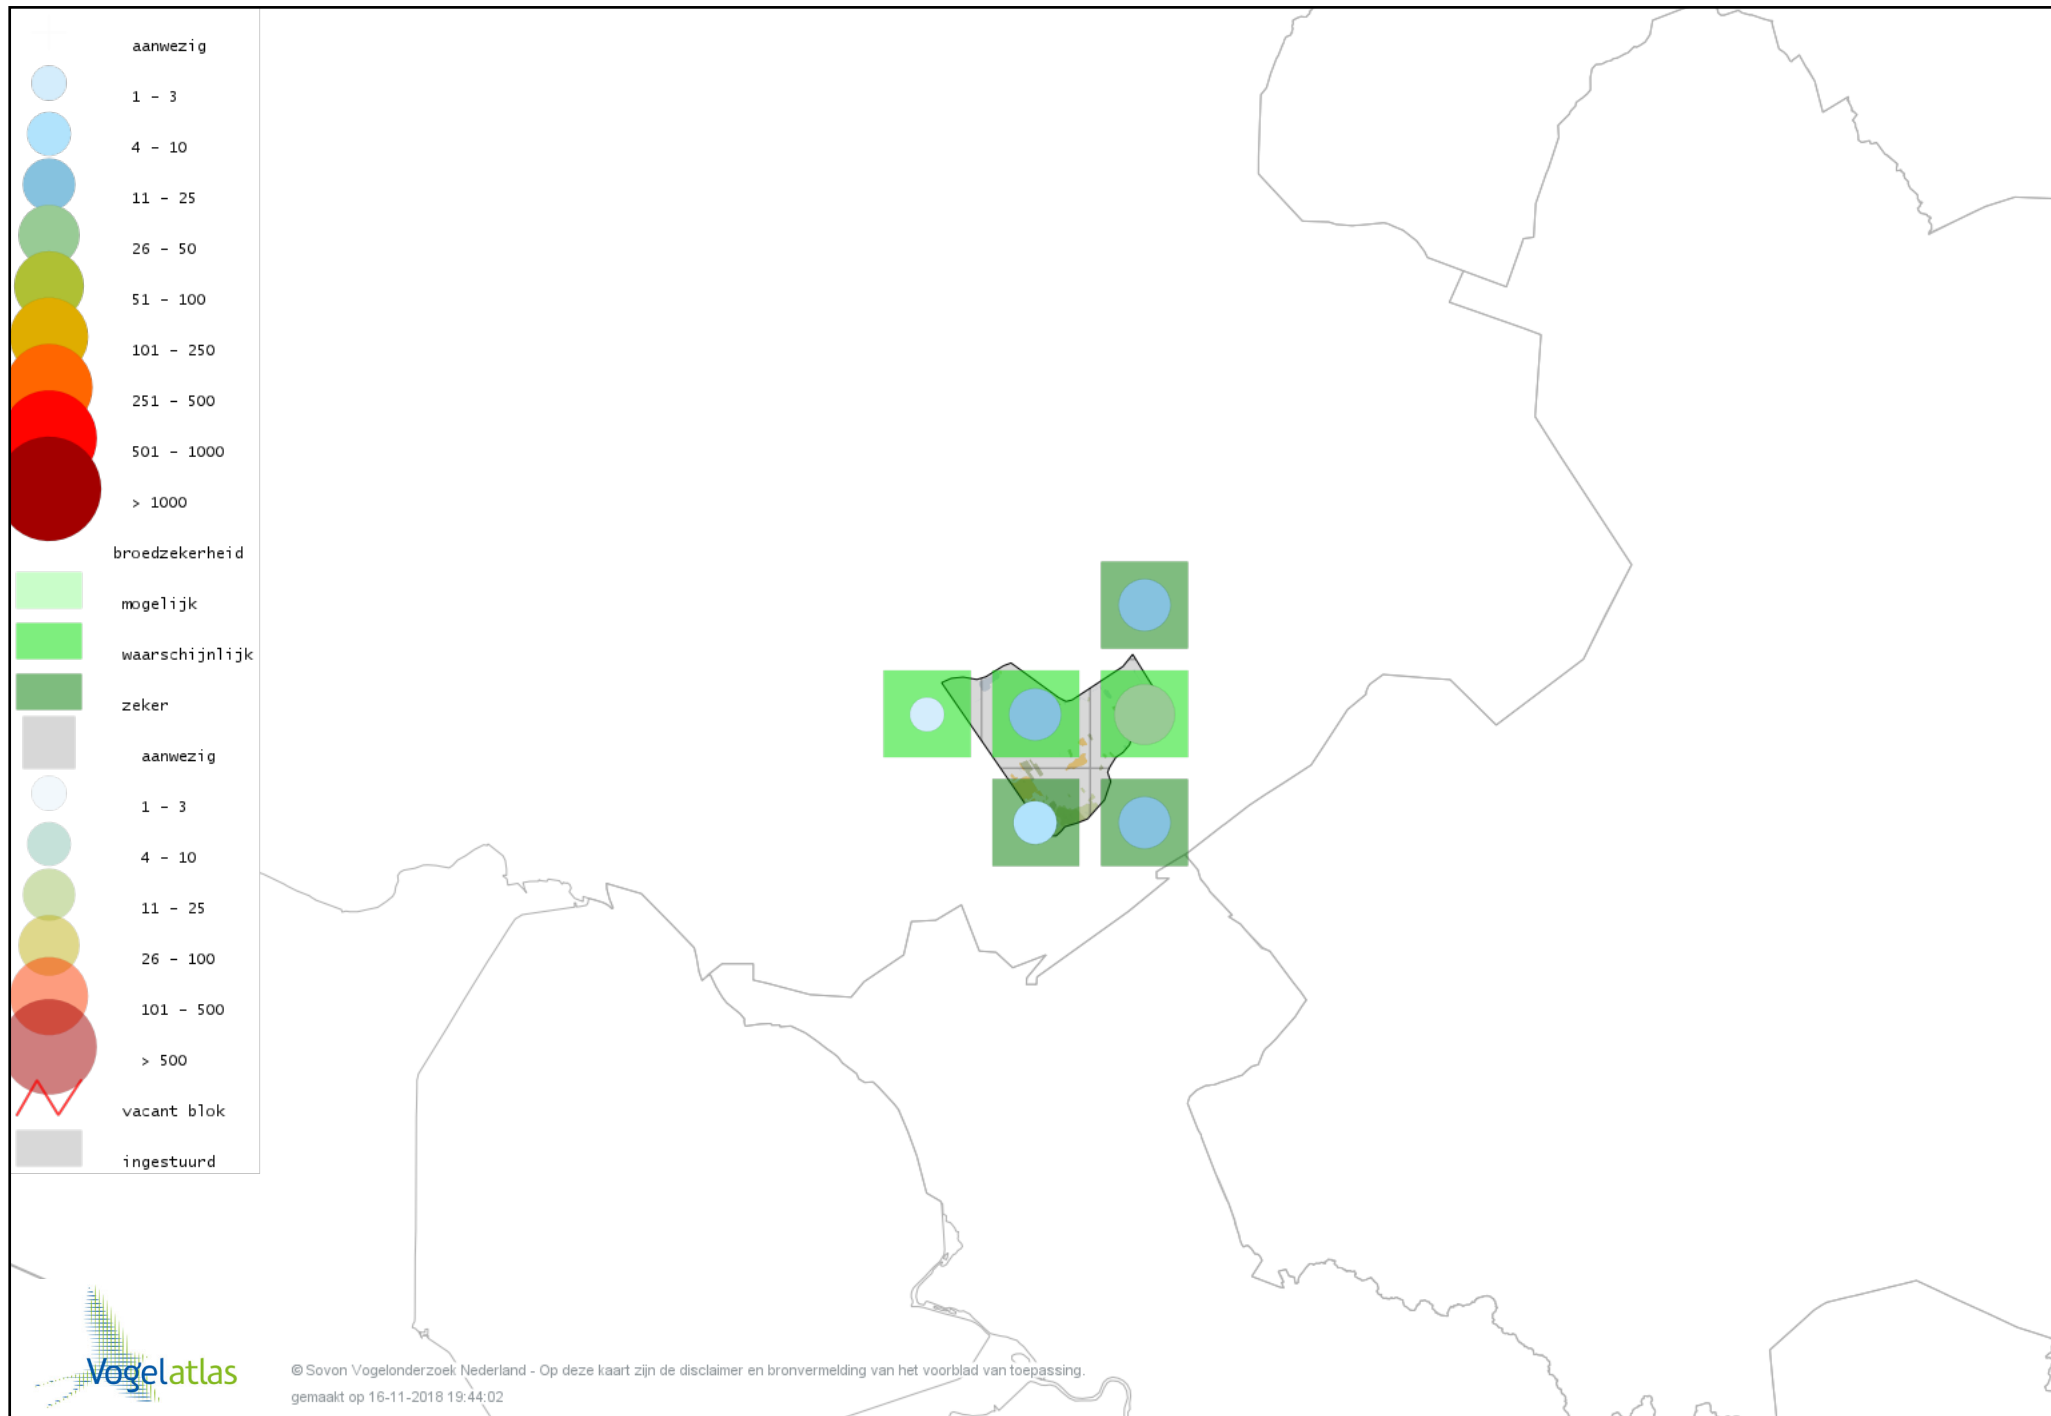 aanwezig
1 - 3
4 - 10
11 - 25
26 - 50
51 - 100
101 - 250
251 - 500
501 - 1000
> 1000
broedzekerheid
mogelijk
waarschijnlijk
zeker
aanwezig
1 - 3
4 - 10
11 - 25
26 - 100
101 - 500
> 500
vacant blok
ingestuurd
Vogelatlas
© Sovon Vogelonderzoek Nederland - Op deze kaart zijn de disclaimer en bronvermelding van het voorblad van toepassing.
gemaakt op 16-11-2018 19:44:02